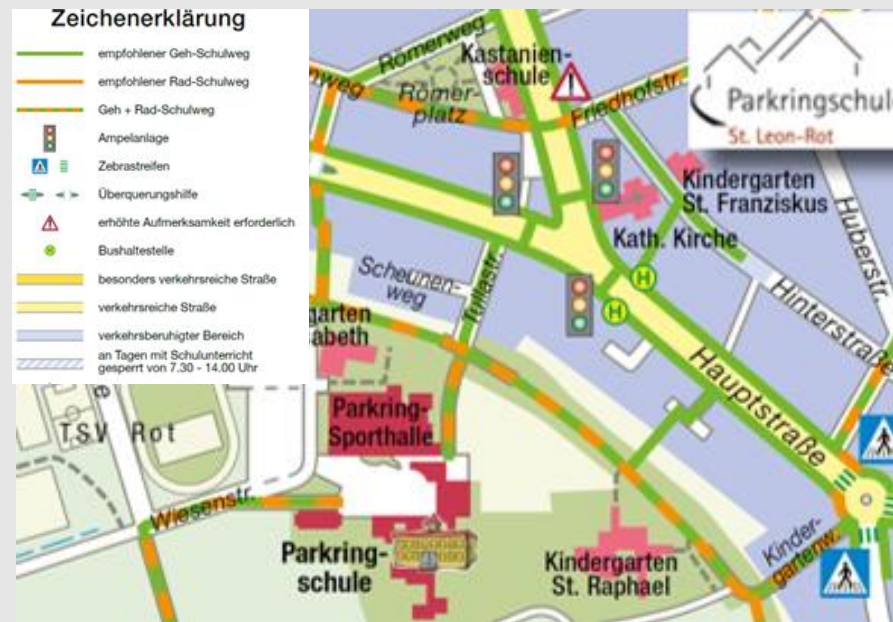 Zeichenerklärung
empfohlener Geh-Schulweg
empfohlener Rad-Schulweg
Geh + Rad-Schulweg
Ampelanlage
Zebrastreifen
Überquerungshilfe
erhöhte Aufmerksamkeit erforderlich
H
Bushaltestelle
besonders verkehrsreiche Straße
verkehrsreiche Straße
verkehrsberuhigter Bereich
an Tagen mit Schulunterricht
gesperrt von 7.30 - 14.00 Uhr
Römerweg
Kastanien-
schule
nweg
Römer-
platz
Friedhofstr.
Parkringschule
St. Leon-Rot
Kindergarten
St. Franziskus
Kath. Kirche
Huberstr.
Scheunen-
weg
Tullastr.
H
H
Hinterstraße
garten
abeth
Hauptstraße
Parkring-
Sporthalle
TSV Rot
Wiesenstr.
Parkring-
schule
Kindergarten
St. Raphael
Kinder-
gartenw.